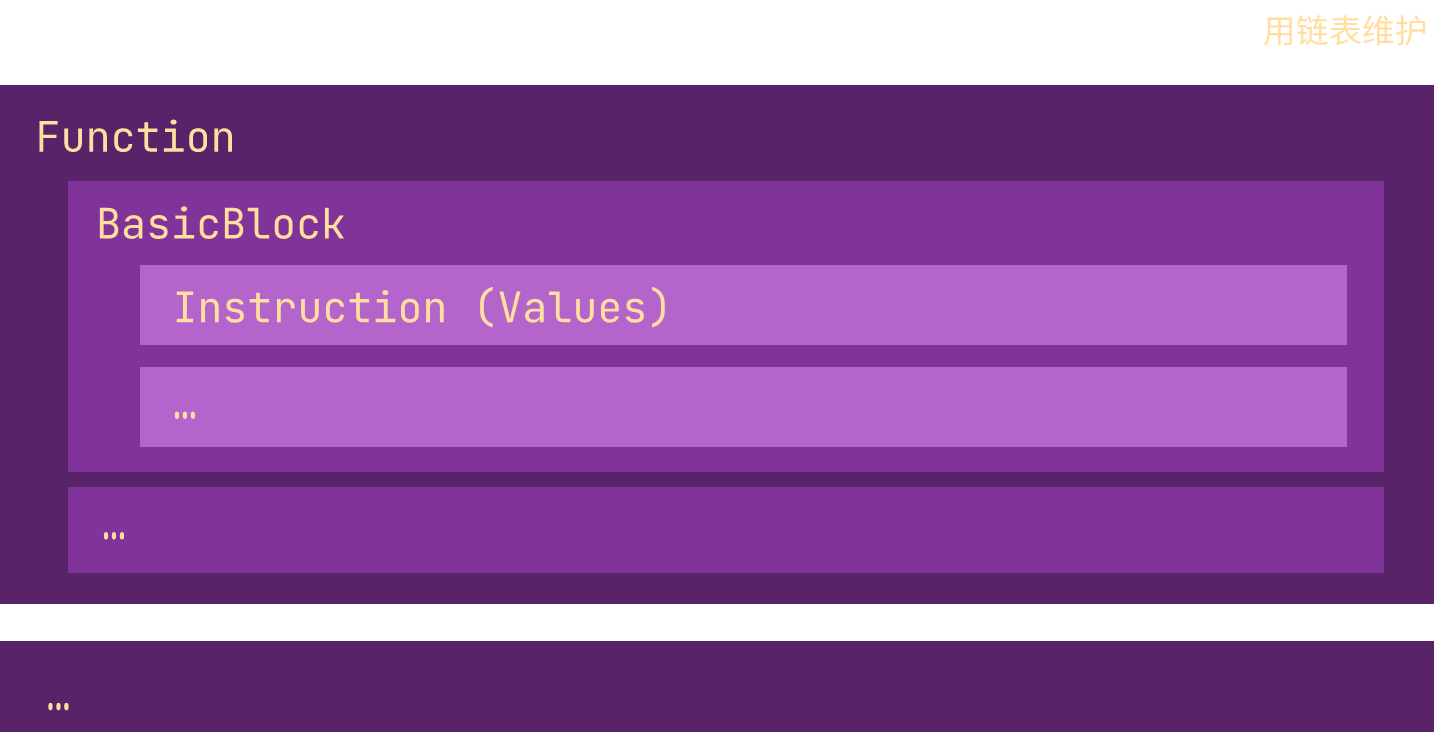 用链表维护
Function
BasicBlock
Instruction (Values)
…
…
…